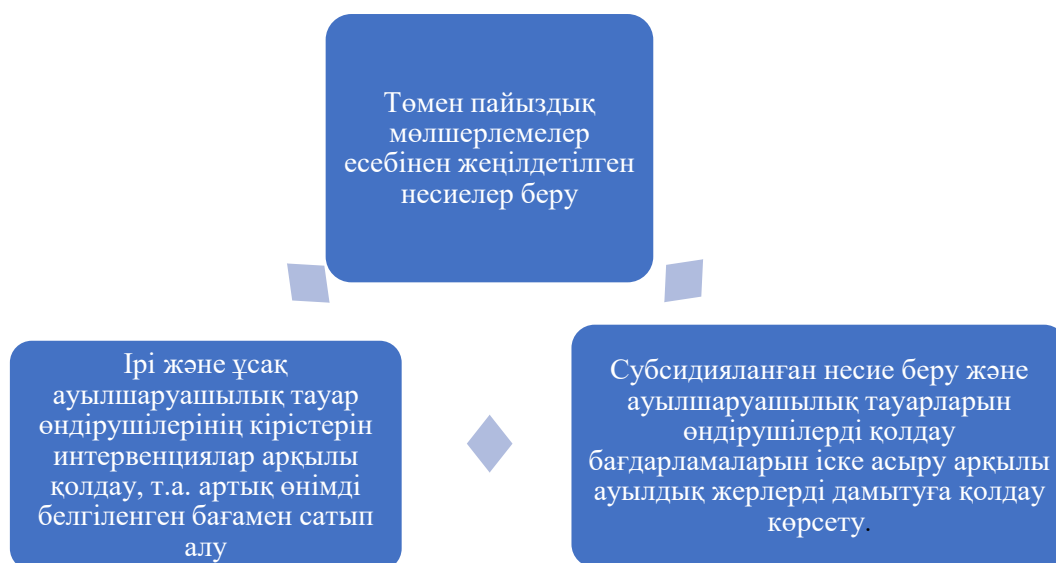 Төмен пайыздық
мөлшерлемелер
есебінен жеңілдетілген
несиелер беру
Ірі және ұсақ
ауылшаруашылық тауар
өндірушілерінің кірістерін
интервенциялар арқылы
қолдау, т.а. артық өнімді
белгіленген бағамен сатып
алу
Субсидияланған несие беру және
ауылшаруашылық тауарларын
өндірушілерді қолдау
бағдарламаларын іске асыру арқылы
ауылдық жерлерді дамытуға қолдау
көрсету.